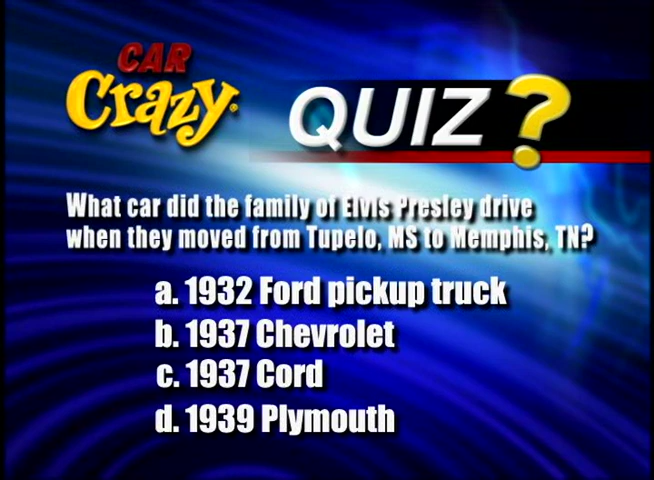 CAR
Crazy®
QUIZ?
What car did the family of Elvis Presley drive
when they moved from Tupelo, MS to Memphis, TN?
a. 1932 Ford pickup truck
b. 1937 Chevrolet
c. 1937 Cord
d. 1939 Plymouth